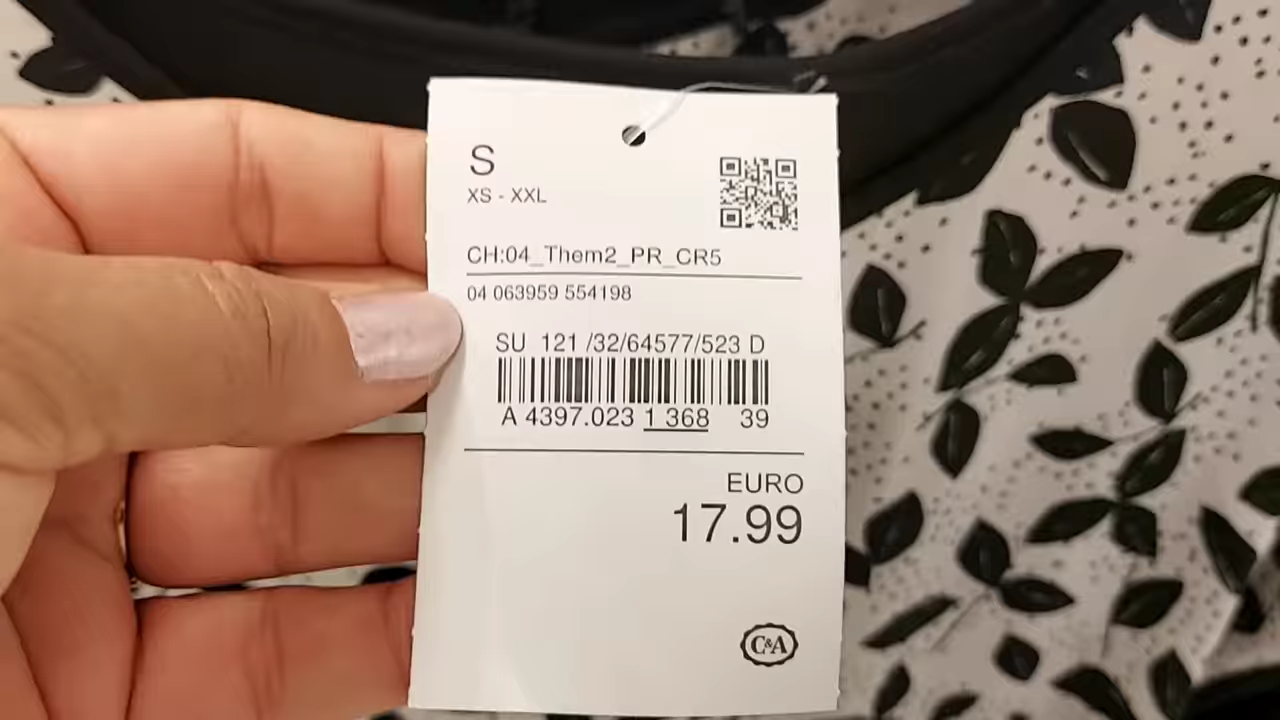 S
XS - XXL
CH:04_Them2_PR_CR5
04 063959 554198
SU 121 /32/64577/523 D
A 4397.023 1 368 39
EURO
17.99
C&A